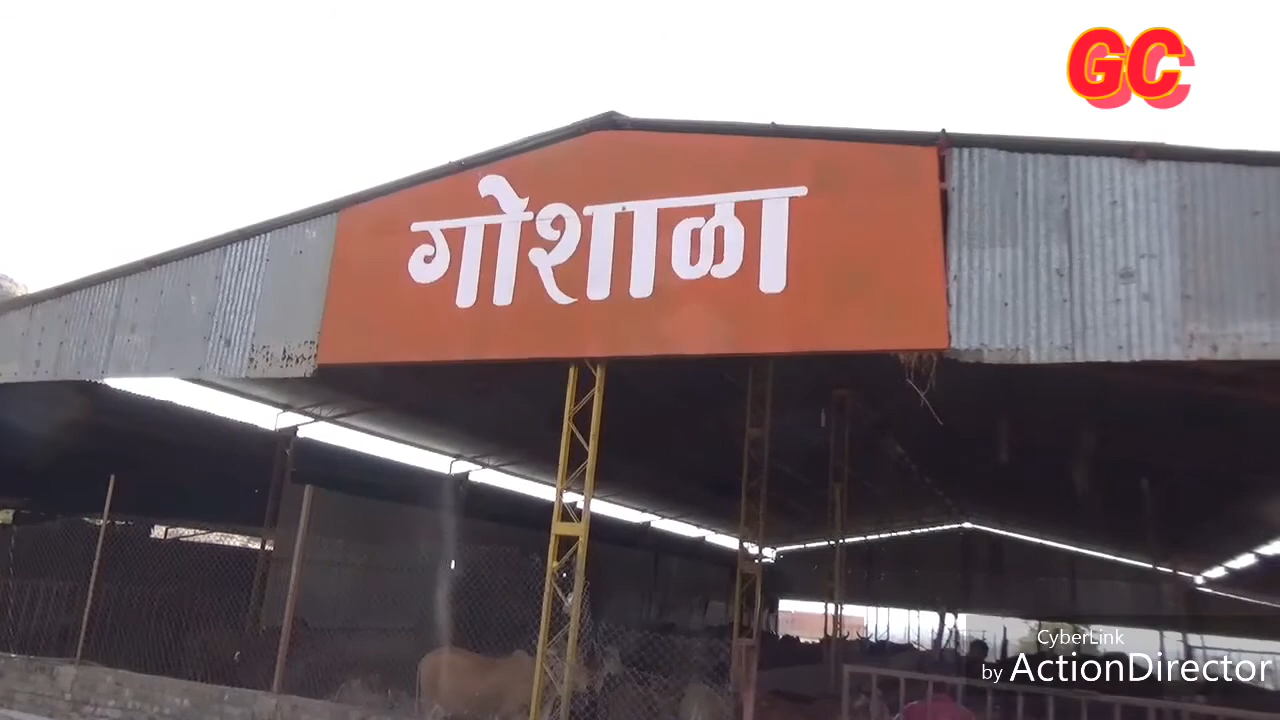 GC
गोशाळा
CyberLink
by ActionDirector